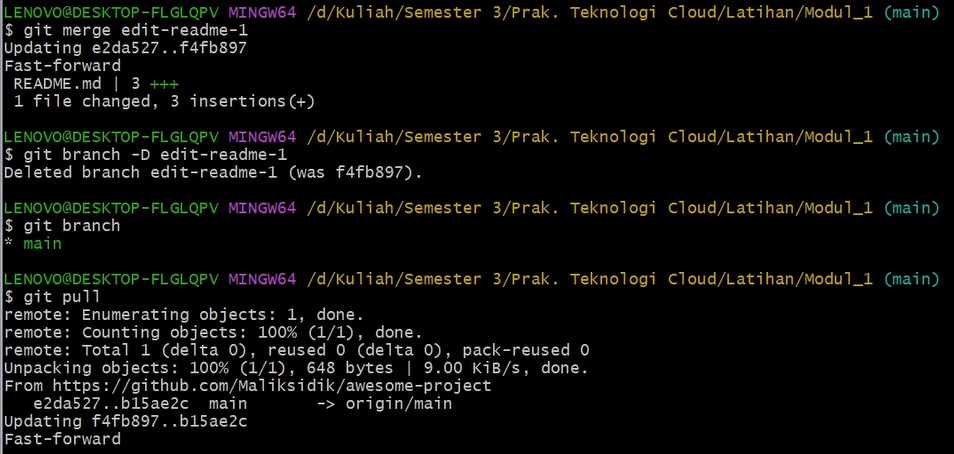 LENOVO@DESKTOP-FLGLQPV MINGW64 /d/Kuliah/Semester 3/Prak. Teknologi Cloud/Latihan/Modul_1 (main)
$ git merge edit-readme-1
Updating e2da527..f4fb897
Fast-forward
 README.md | 3 +++
 1 file changed, 3 insertions(+)

LENOVO@DESKTOP-FLGLQPV MINGW64 /d/Kuliah/Semester 3/Prak. Teknologi Cloud/Latihan/Modul_1 (main)
$ git branch -D edit-readme-1
Deleted branch edit-readme-1 (was f4fb897).

LENOVO@DESKTOP-FLGLQPV MINGW64 /d/Kuliah/Semester 3/Prak. Teknologi Cloud/Latihan/Modul_1 (main)
$ git branch
* main

LENOVO@DESKTOP-FLGLQPV MINGW64 /d/Kuliah/Semester 3/Prak. Teknologi Cloud/Latihan/Modul_1 (main)
$ git pull
remote: Enumerating objects: 1, done.
remote: Counting objects: 100% (1/1), done.
remote: Total 1 (delta 0), reused 0 (delta 0), pack-reused 0
Unpacking objects: 100% (1/1), 648 bytes | 9.00 KiB/s, done.
From https://github.com/Maliksidik/awesome-project
   e2da527..b15ae2c  main       -> origin/main
Updating f4fb897..b15ae2c
Fast-forward